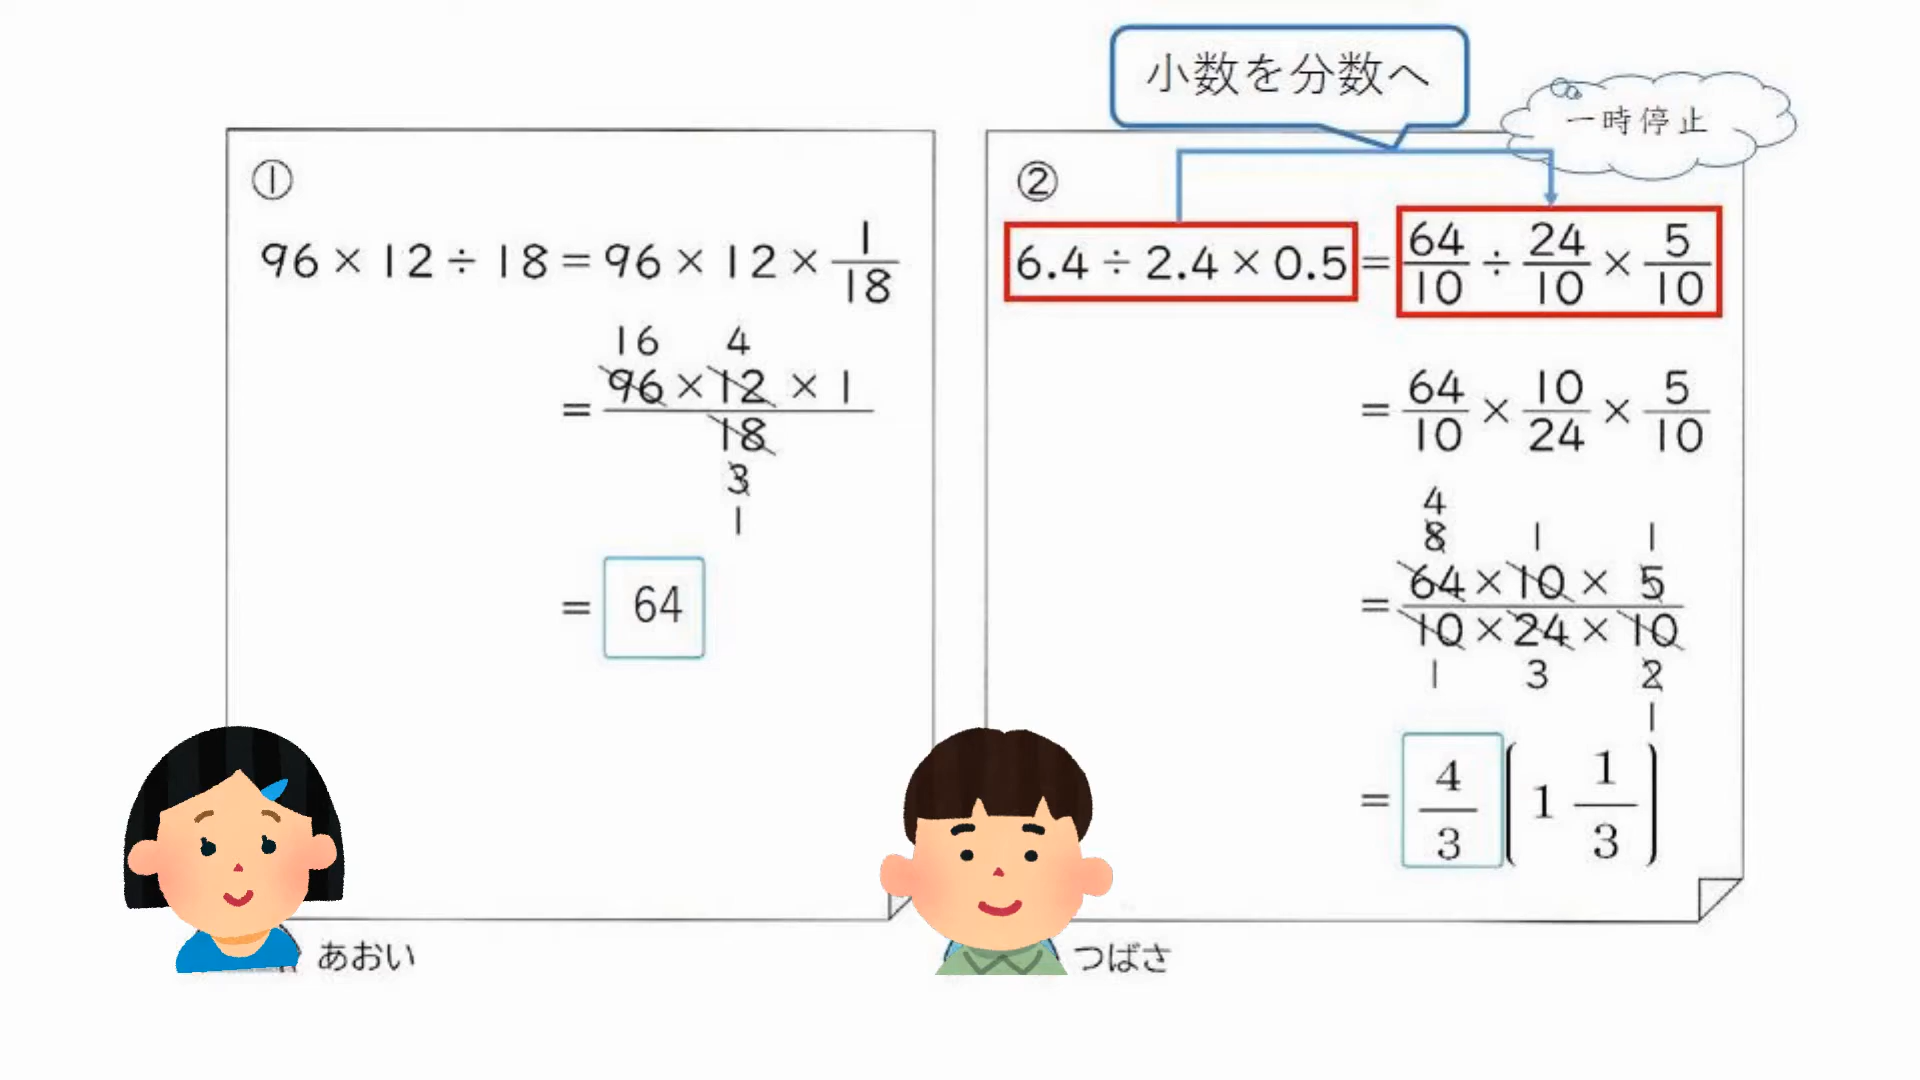 小数を分数へ
一時停止
①
96 × 12 ÷ 18 = 96 × 12 × 1/18
16 4
= 96 × 12 × 1 / 18
3
1
= 64
あおい
②
6.4 ÷ 2.4 × 0.5 = 64/10 ÷ 24/10 × 5/10
= 64/10 × 10/24 × 5/10
4
8 1 1
= 64 × 10 × 5 / 10 × 24 × 10
1 3 2
1
= 4/3 (1 1/3)
つばさ